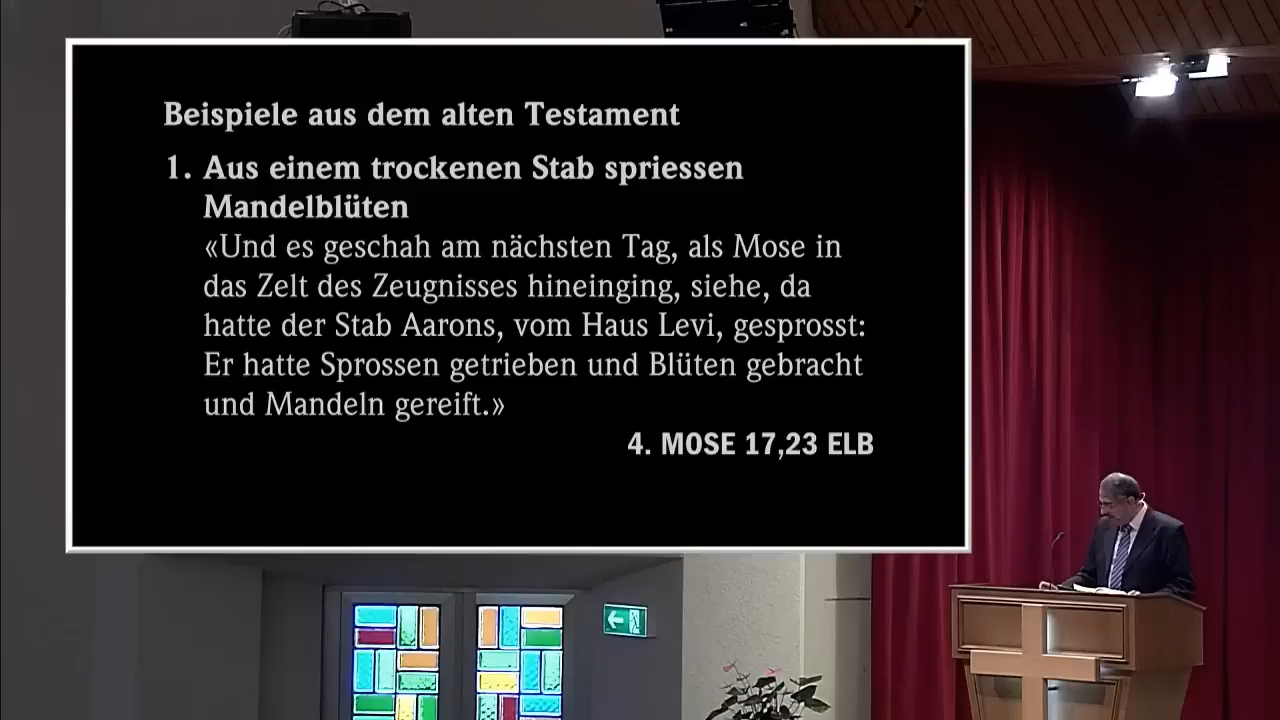 Beispiele aus dem alten Testament
1. Aus einem trockenen Stab spriessen
Mandelblüten
«Und es geschah am nächsten Tag, als Mose in
das Zelt des Zeugnisses hineinging, siehe, da
hatte der Stab Aarons, vom Haus Levi, gesprosst:
Er hatte Sprossen getrieben und Blüten gebracht
und Mandeln gereift.»
4. MOSE 17,23 ELB